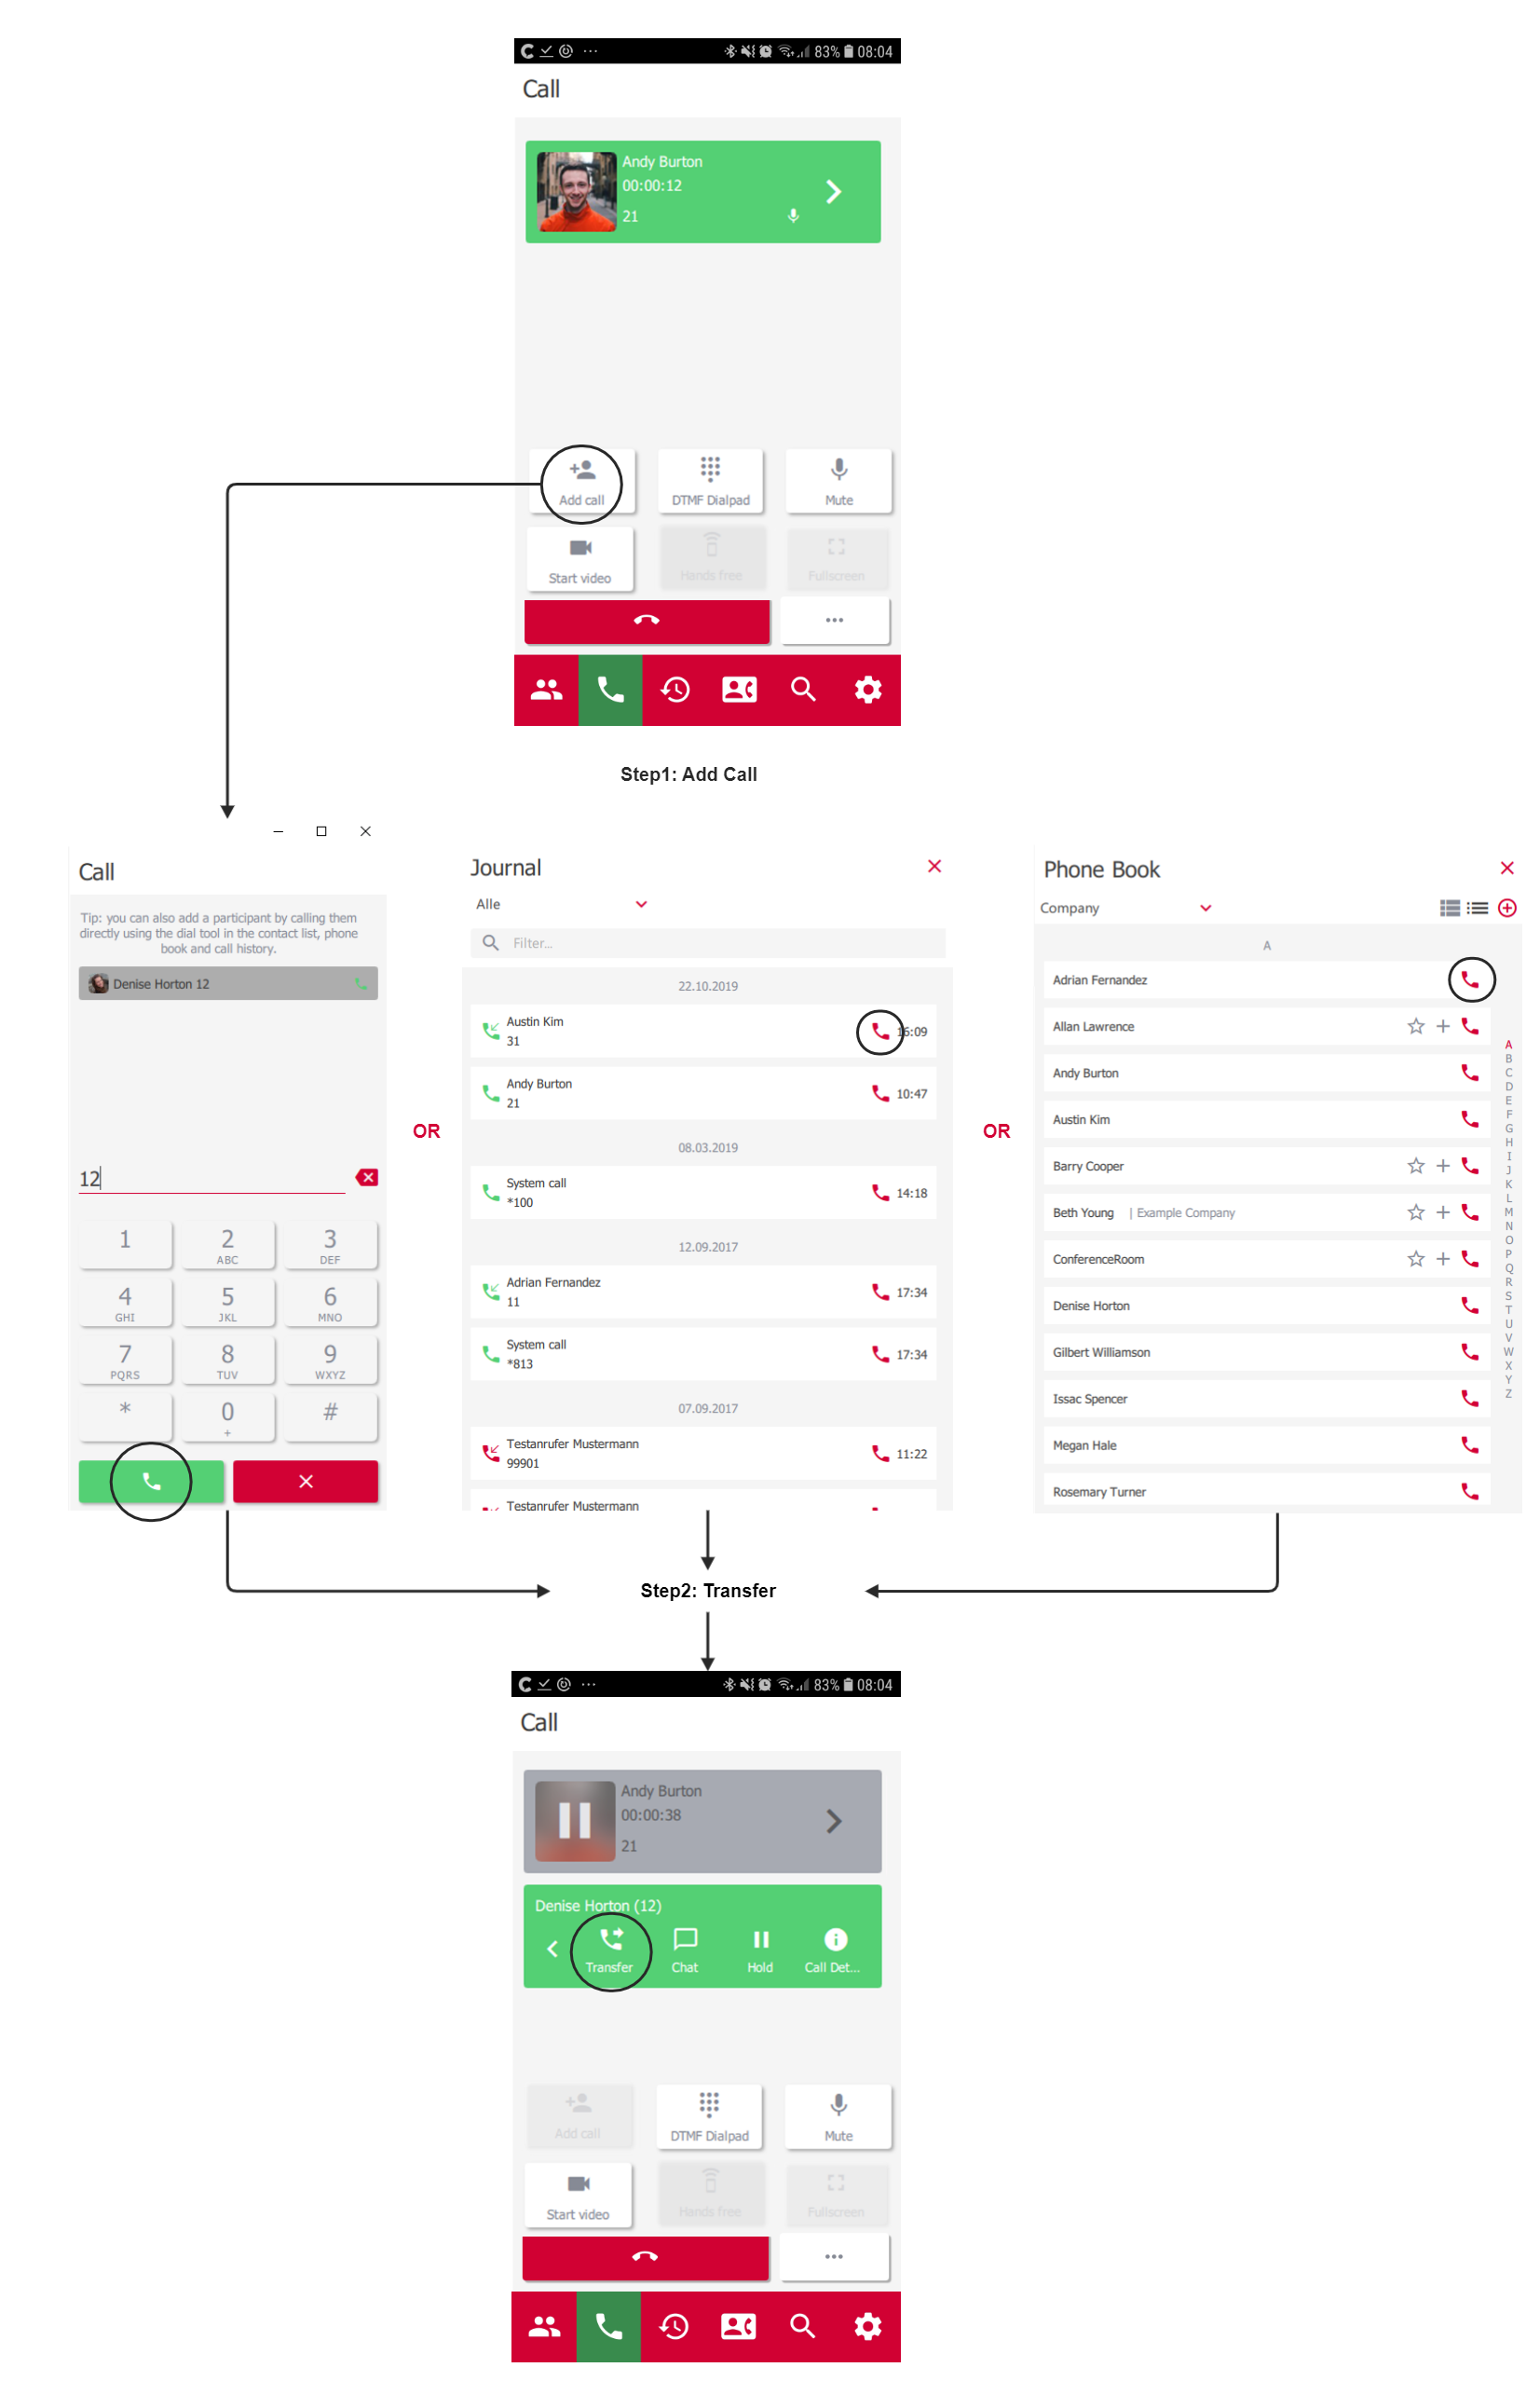 83% 08:04
Call
Andy Burton
00:00:12
21
Add call
DTMF Dialpad
Mute
Start video
Hands free
Fullscreen
Step1: Add Call
Call
Tip: you can also add a participant by calling them
directly using the dial tool in the contact list, phone
book and call history.
Denise Horton 12
12
1
2
3
ABC
DEF
4
5
6
GHI
JKL
MNO
7
8
9
PQRS
TUV
WXYZ
*
0
#
+
OR
Journal
Alle
Filter...
22.10.2019
Austin Kim
31
16:09
Andy Burton
21
10:47
08.03.2019
System call
*100
14:18
12.09.2017
Adrian Fernandez
11
17:34
System call
*813
17:34
07.09.2017
Testanrufer Mustermann
99901
11:22
Testanrufer Mustermann
OR
Phone Book
Company
A
Adrian Fernandez
Allan Lawrence
Andy Burton
Austin Kim
Barry Cooper
Beth Young | Example Company
ConferenceRoom
Denise Horton
Gilbert Williamson
Issac Spencer
Megan Hale
Rosemary Turner
A
B
C
D
E
F
G
H
I
J
K
L
M
N
O
P
Q
R
S
T
U
V
W
X
Y
Z
Step2: Transfer
83% 08:04
Call
Andy Burton
00:00:38
21
Denise Horton (12)
Transfer
Chat
Hold
Call Det...
Add call
DTMF Dialpad
Mute
Start video
Hands free
Fullscreen